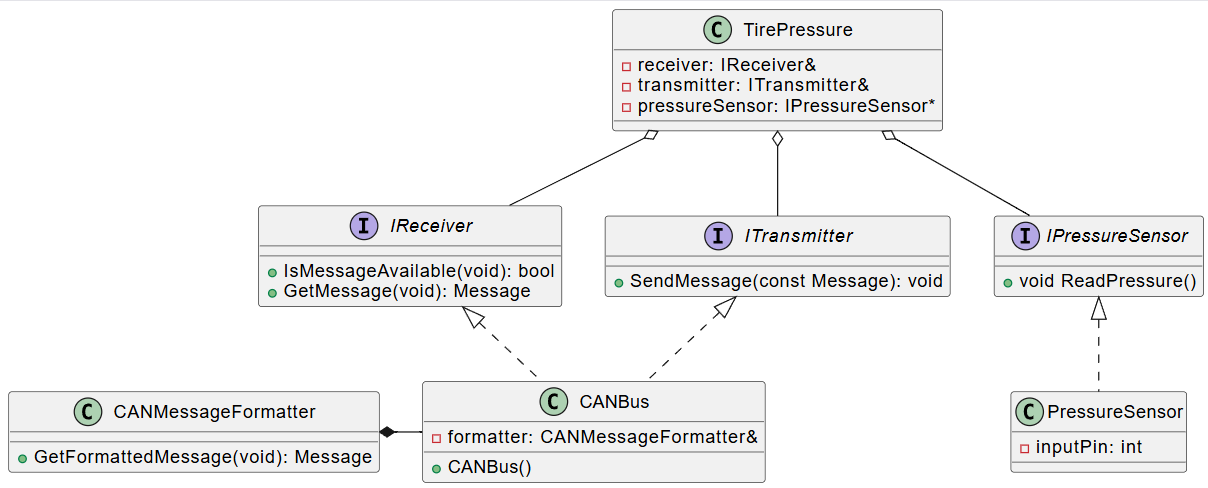 C TirePressure
receiver: IReceiver&
transmitter: ITransmitter&
pressureSensor: IPressureSensor*
I IReceiver
IsMessageAvailable(void): bool
GetMessage(void): Message
I ITransmitter
SendMessage(const Message): void
I IPressureSensor
void ReadPressure()
C CANMessageFormatter
GetFormattedMessage(void): Message
C CANBus
formatter: CANMessageFormatter&
CANBus()
C PressureSensor
inputPin: int